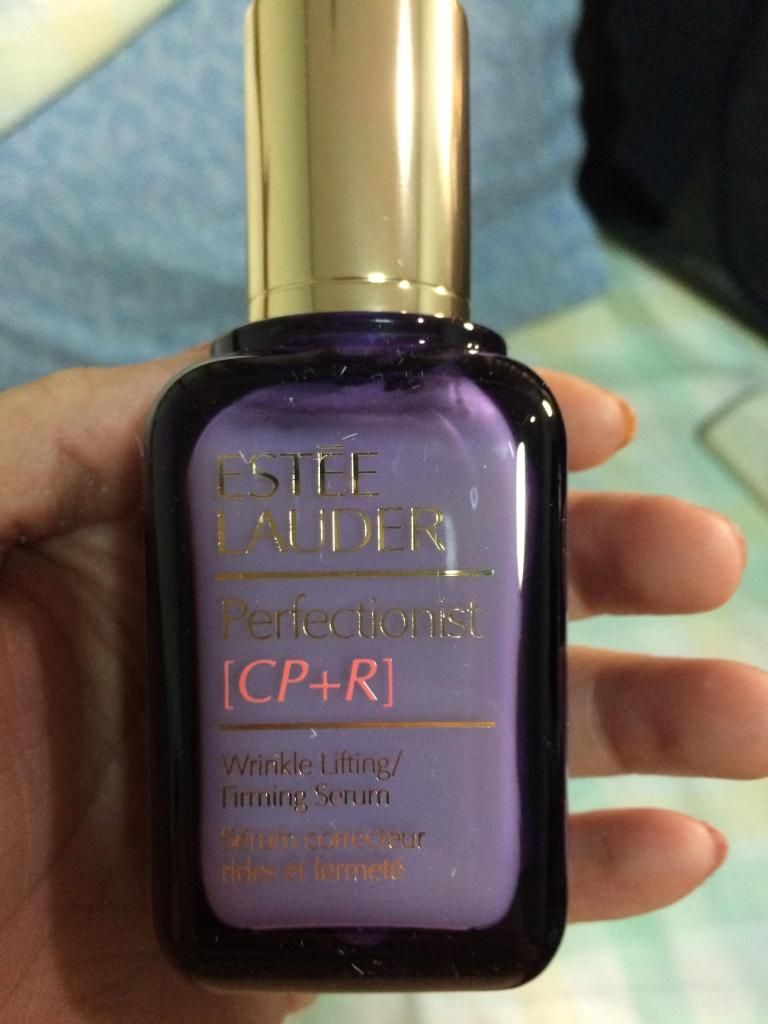 ESTĒE
LAUDER
Perfectionist
[CP+R]
Wrinkle Lifting/
Firming Serum
Sérum correcteur
rides et fermeté